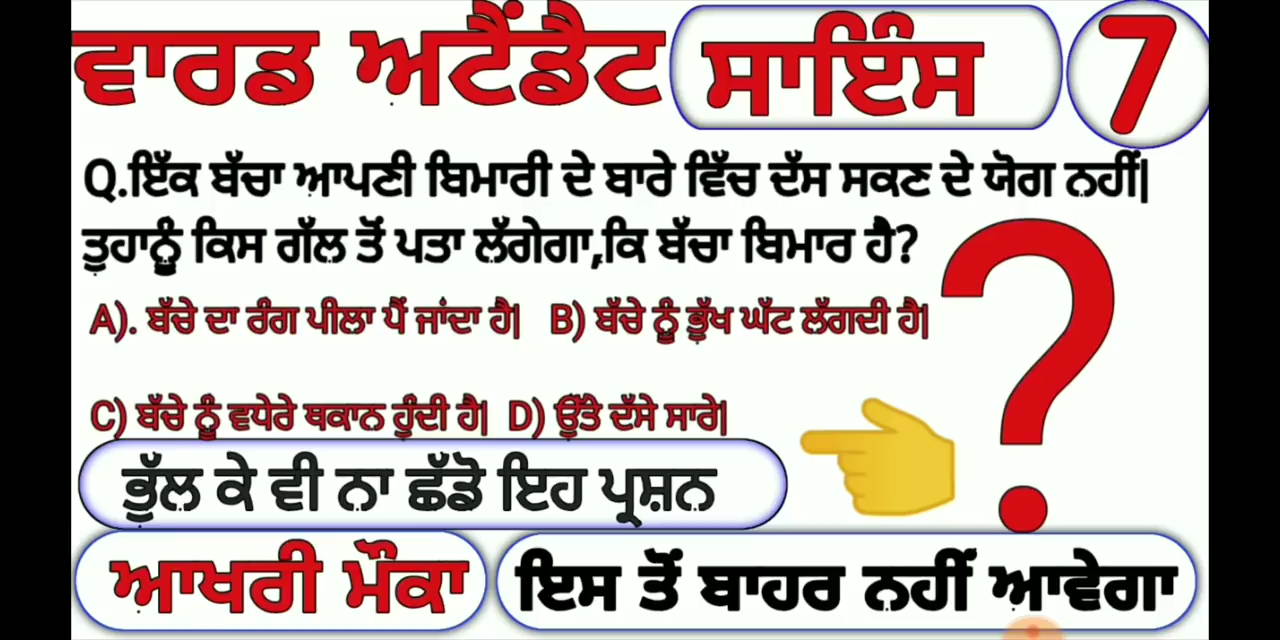 ਵਾਰਡ ਅਟੈਂਡੈਟ ਸਾਇੰਸ 7
Q.ਇੱਕ ਬੱਚਾ ਆਪਣੀ ਬਿਮਾਰੀ ਦੇ ਬਾਰੇ ਵਿੱਚ ਦੱਸ ਸਕਣ ਦੇ ਯੋਗ ਨਹੀਂ|
ਤੁਹਾਨੂੰ ਕਿਸ ਗੱਲ ਤੋਂ ਪਤਾ ਲੱਗੇਗਾ,ਕਿ ਬੱਚਾ ਬਿਮਾਰ ਹੈ?
A). ਬੱਚੇ ਦਾ ਰੰਗ ਪੀਲਾ ਪੈਂ ਜਾਂਦਾ ਹੈ| B) ਬੱਚੇ ਨੂੰ ਭੁੱਖ ਘੱਟ ਲੱਗਦੀ ਹੈ|
C) ਬੱਚੇ ਨੂੰ ਵਧੇਰੇ ਥਕਾਨ ਹੁੰਦੀ ਹੈ| D) ਉੱਤੇ ਦੱਸੇ ਸਾਰੇ|
?
ਭੁੱਲ ਕੇ ਵੀ ਨਾ ਛੱਡੋ ਇਹ ਪ੍ਰਸ਼ਨ
ਆਖਰੀ ਮੌਕਾ ਇਸ ਤੋਂ ਬਾਹਰ ਨਹੀਂ ਆਵੇਗਾ